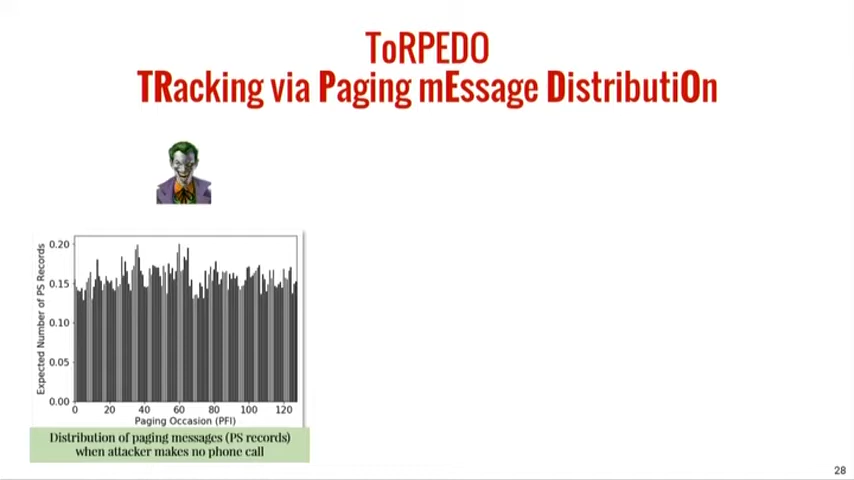 ToRPEDO
TRacking via Paging mEssage DistributiOn
Expected Number of PS Records
0.20
0.15
0.10
0.05
0.00
0 20 40 60 80 100 120
Paging Occasion (PFI)
Distribution of paging messages (PS records)
when attacker makes no phone call
28